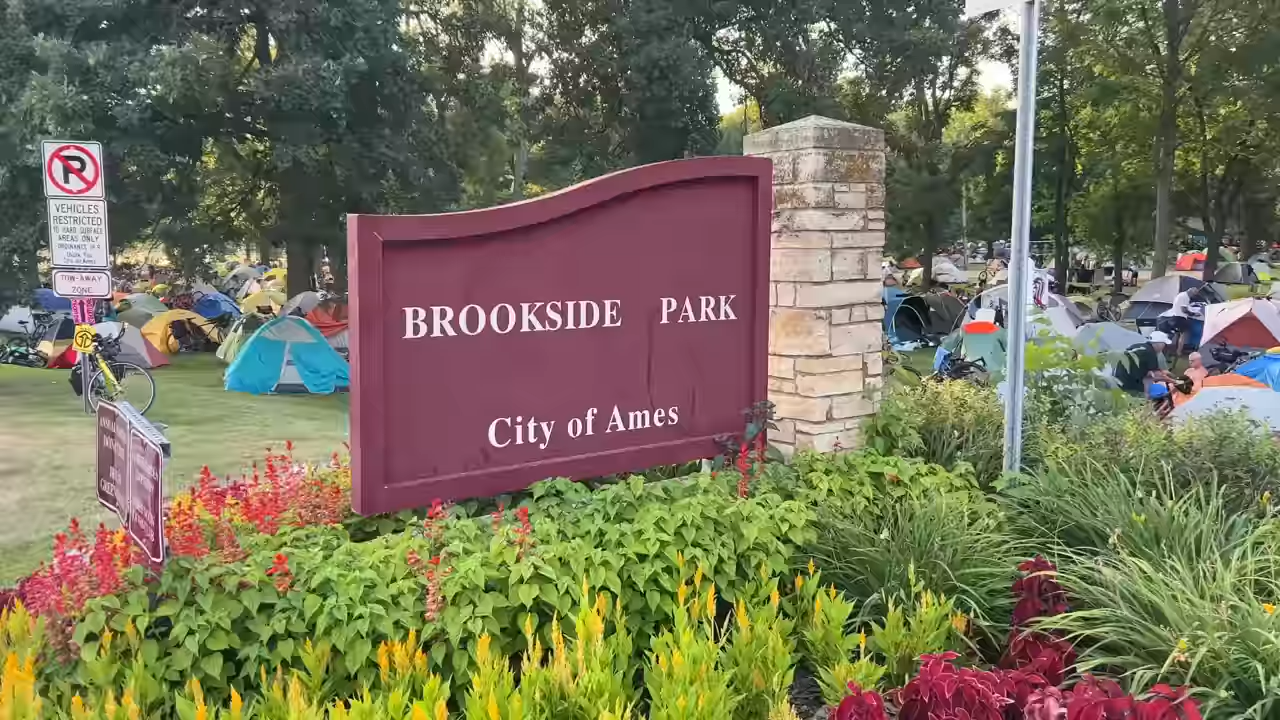 P
VEHICLES
RESTRICTED
TO HARD SURFACE
AREAS ONLY
TOW-AWAY
ZONE
BROOKSIDE PARK
City of Ames